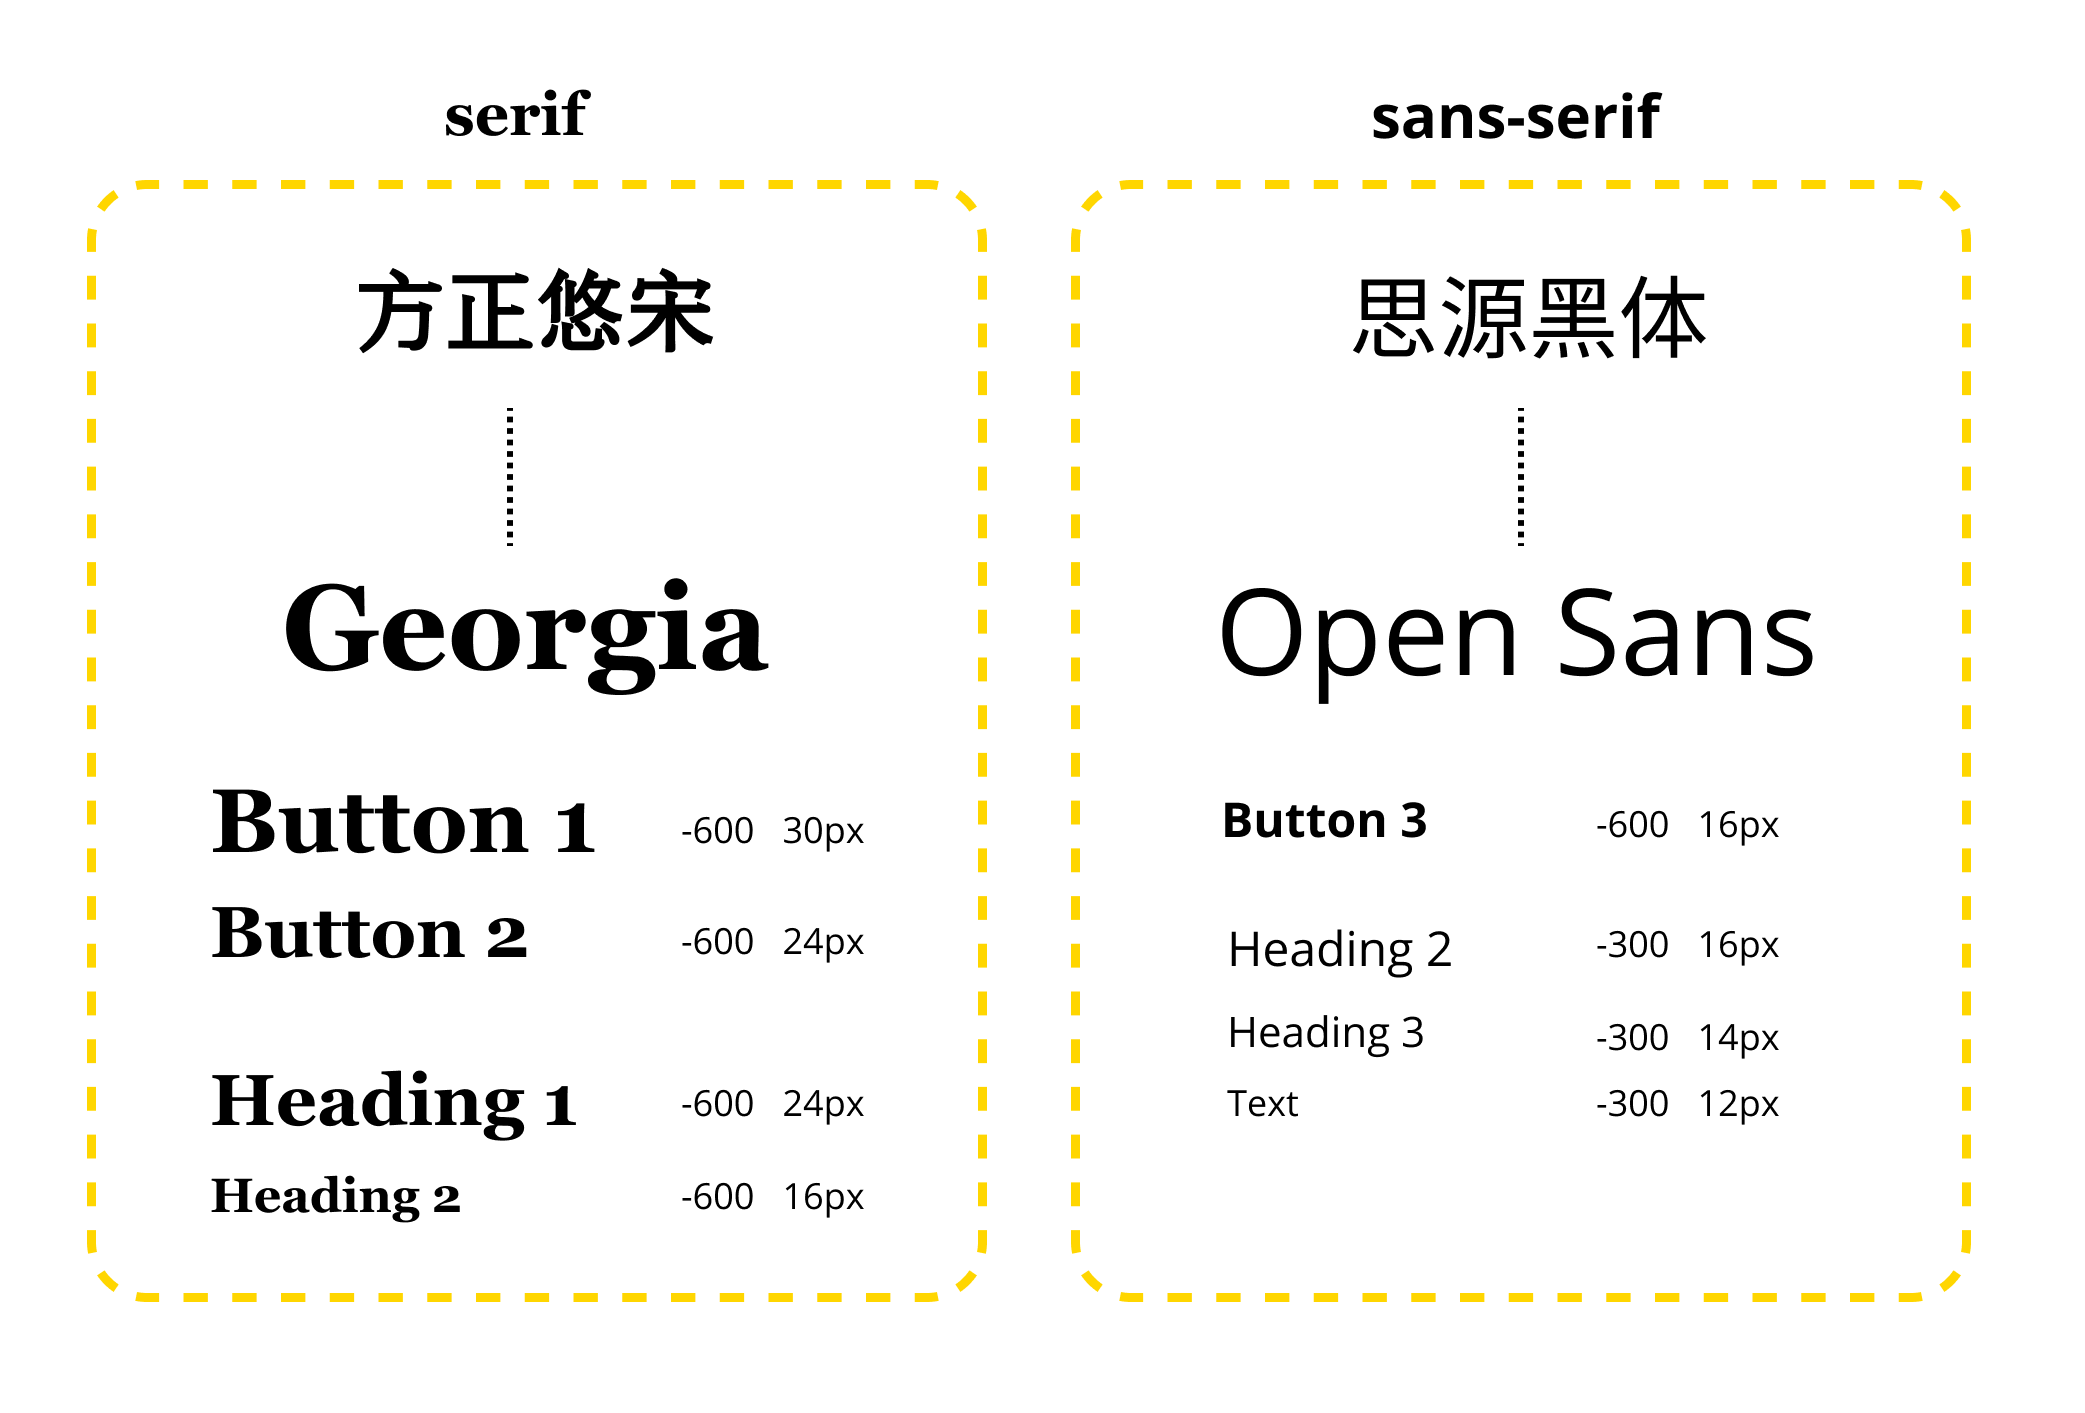 serif
方正悠宋
Georgia
Button 1 -600 30px
Button 2 -600 24px
Heading 1 -600 24px
Heading 2 -600 16px
sans-serif
思源黑体
Open Sans
Button 3 -600 16px
Heading 2 -300 16px
Heading 3 -300 14px
Text -300 12px